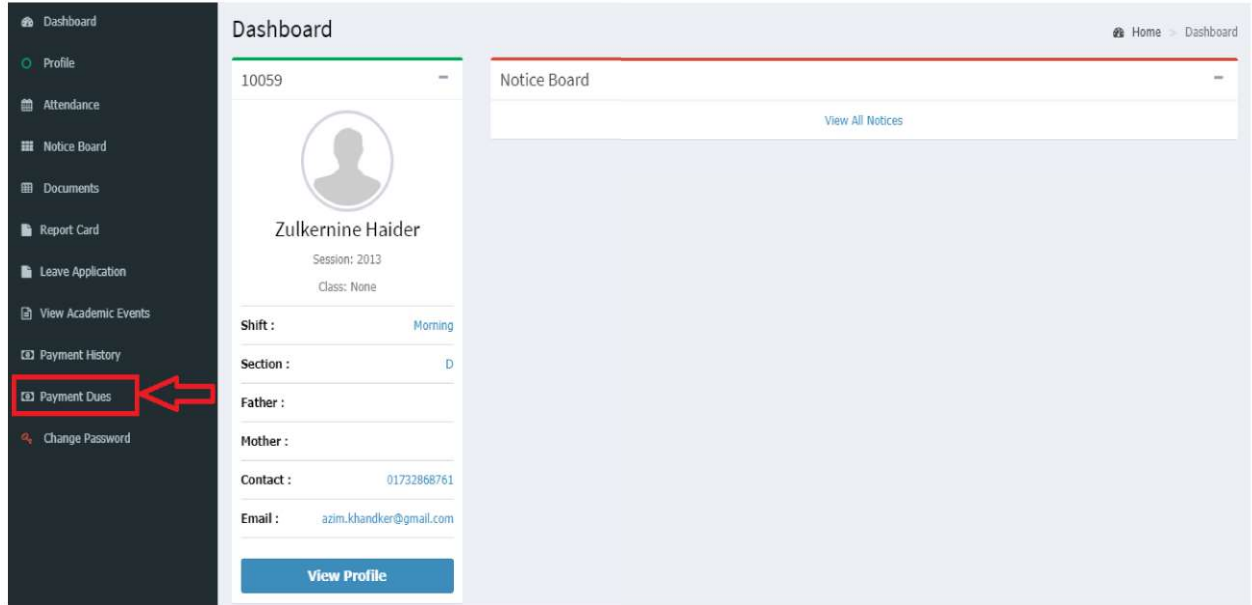 Dashboard
Profile
Attendance
Notice Board
Documents
Report Card
Leave Application
View Academic Events
Payment History
Payment Dues
Change Password
Dashboard
Home > Dashboard
10059 −
Zulkernine Haider
Session: 2013
Class: None
Shift : Morning
Section : D
Father :
Mother :
Contact : 01732868761
Email : azim.khandker@gmail.com
View Profile
Notice Board −
View All Notices